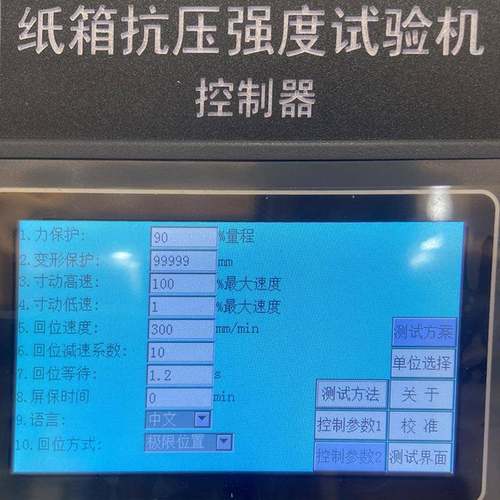 纸箱抗压强度试验机
控制器
1.力保护: 90 %量程
2.变形保护: 99999 mm
3.寸动高速: 100 %最大速度
4.寸动低速: 1 %最大速度
5.回位速度: 300 mm/min
6.回位减速系数: 10
7.回位等待: 1.2 s
8.屏保时间 0 min
9.语言: 中文
10.回位方式: 极限位置
测试方案
单位选择
测试方法 关于
控制参数1 校准
控制参数2 测试界面